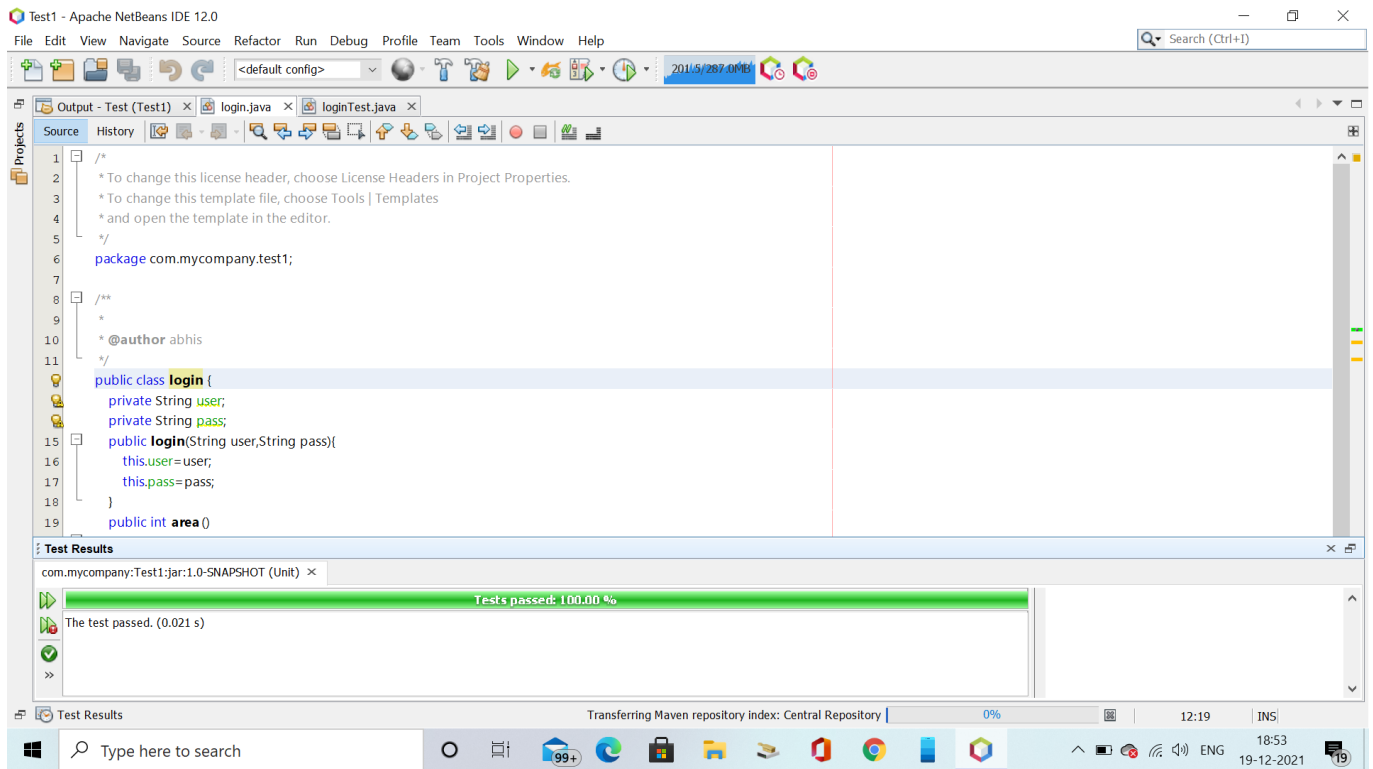 Test1 - Apache NetBeans IDE 12.0
File Edit View Navigate Source Refactor Run Debug Profile Team Tools Window Help
Search (Ctrl+I)
<default config>
201.5/287.0MB
Output - Test (Test1)
login.java
loginTest.java
Source History
Projects
1 /*
2 * To change this license header, choose License Headers in Project Properties.
3 * To change this template file, choose Tools | Templates
4 * and open the template in the editor.
5 */
6 package com.mycompany.test1;
7
8 /**
9 *
10 * @author abhis
11 */
public class login {
private String user;
private String pass;
15 public login(String user,String pass){
16 this.user=user;
17 this.pass=pass;
18 }
19 public int area()
Test Results
com.mycompany:Test1:jar:1.0-SNAPSHOT (Unit)
Tests passed: 100.00 %
The test passed. (0.021 s)
Test Results
Transferring Maven repository index: Central Repository
0%
12:19
INS
Type here to search
99+
ENG
18:53
19-12-2021
19